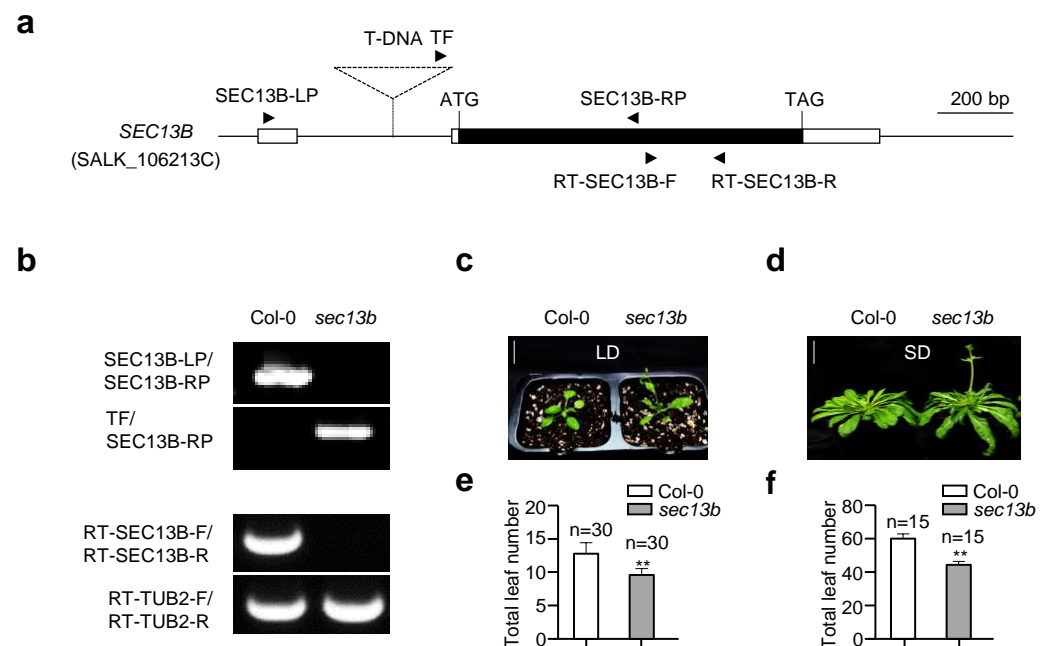 a
T-DNA TF
SEC13B-LP
ATG
SEC13B-RP
TAG
200 bp
SEC13B
(SALK_106213C)
RT-SEC13B-F
RT-SEC13B-R
b
Col-0 sec13b
SEC13B-LP/
SEC13B-RP
TF/
SEC13B-RP
RT-SEC13B-F/
RT-SEC13B-R
RT-TUB2-F/
RT-TUB2-R
c
Col-0 sec13b
LD
d
Col-0 sec13b
SD
e
Col-0
sec13b
Total leaf number
20
15
10
5
0
n=30
n=30
**
f
Col-0
sec13b
Total leaf number
80
60
40
20
0
n=15
n=15
**